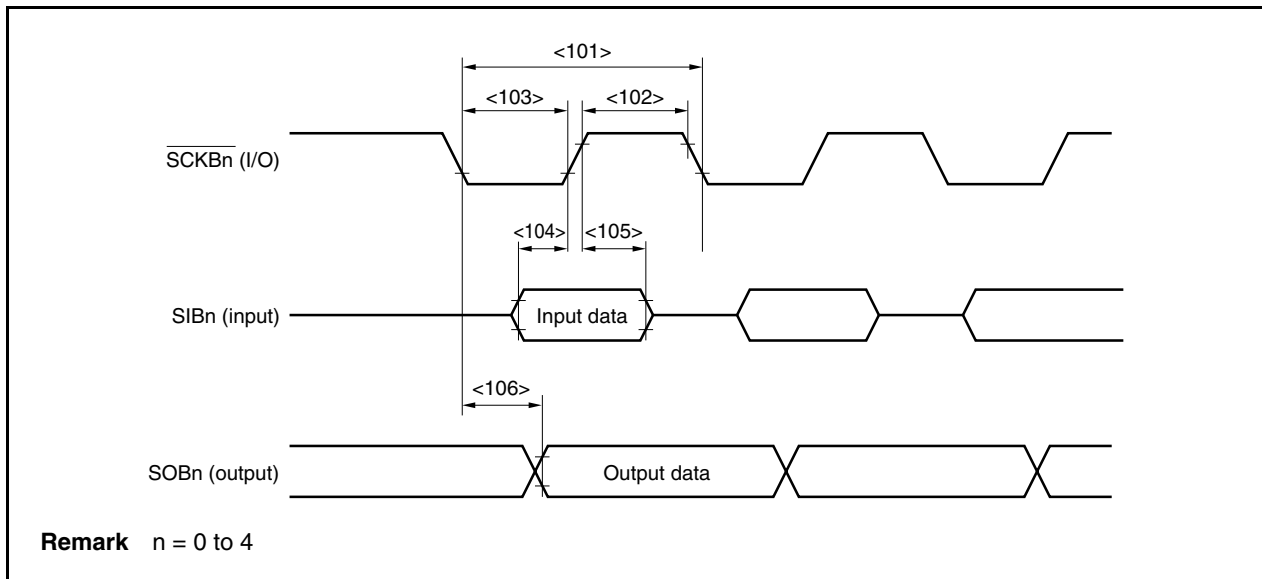 <101>
<103> <102>
SCKBn (I/O)
<104> <105>
SIBn (input) Input data
<106>
SOBn (output) Output data
Remark n = 0 to 4